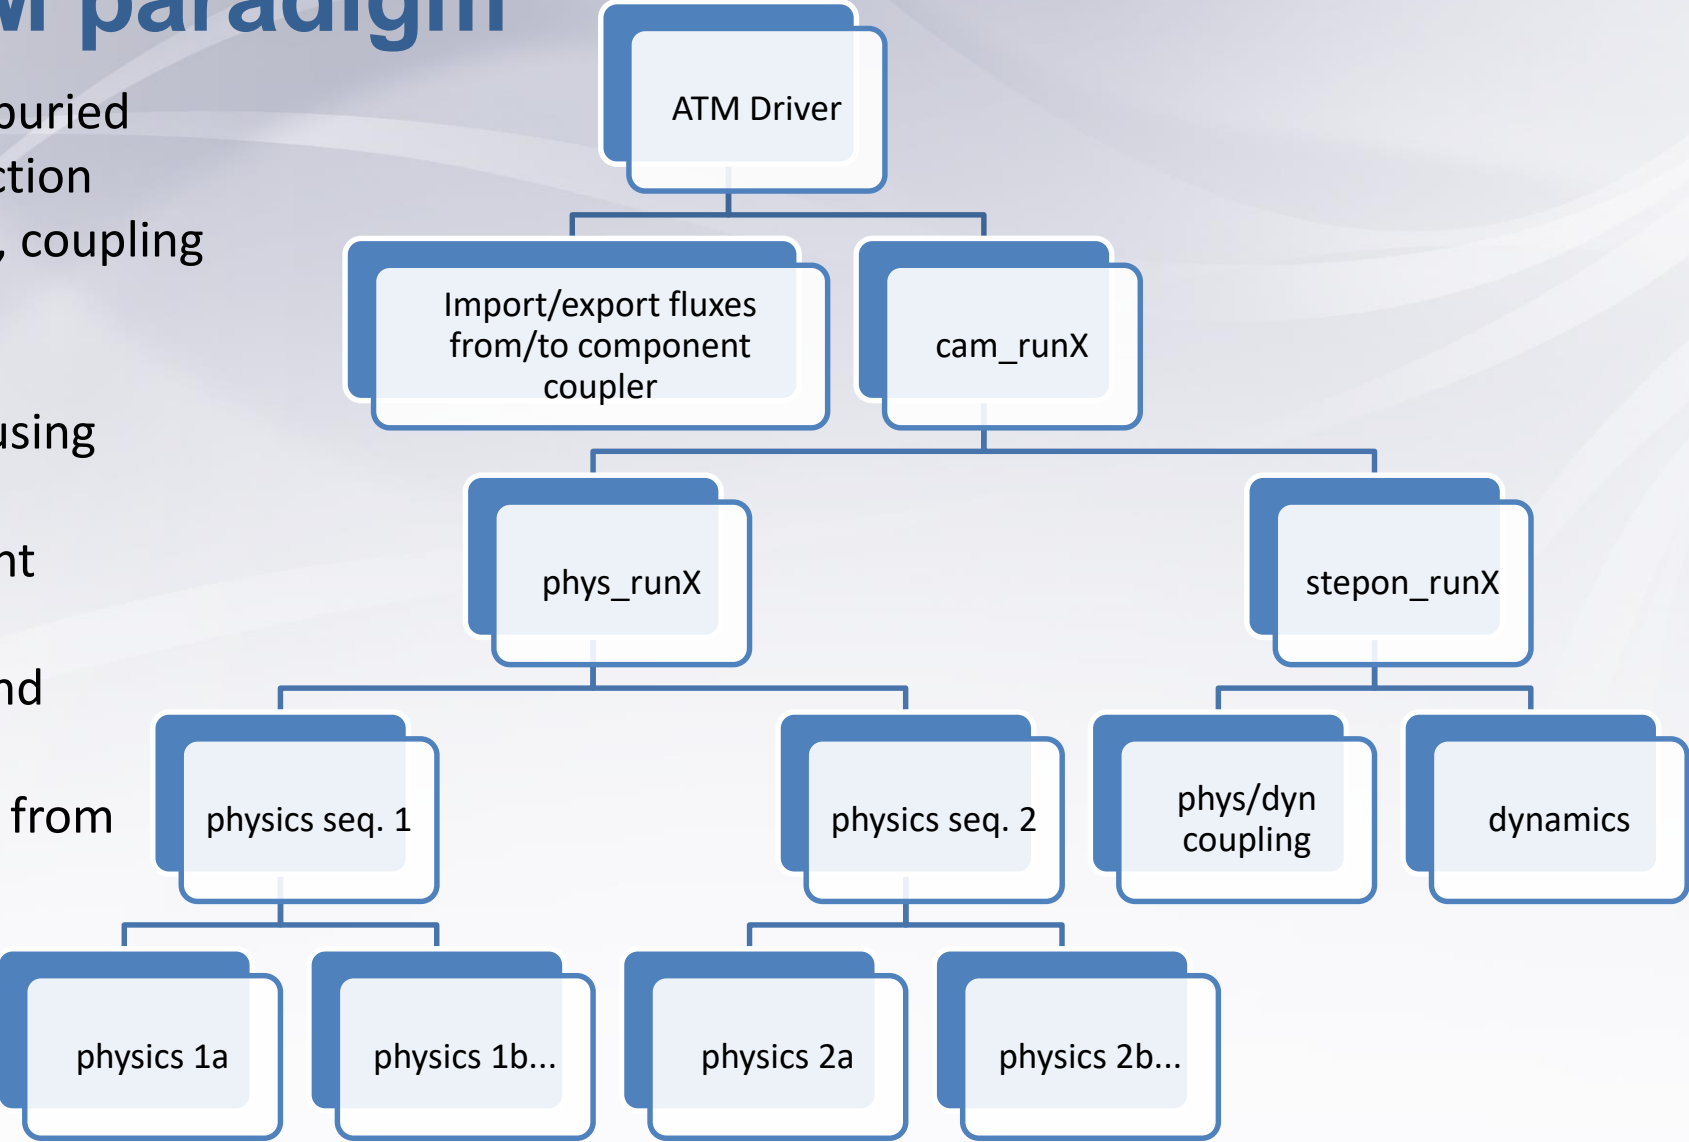 M paradigm
buried
ction
, coupling
using
nt
nd
from
ATM Driver
Import/export fluxes
from/to component
coupler
cam_runX
phys_runX
stepon_runX
physics seq. 1
physics seq. 2
phys/dyn
coupling
dynamics
physics 1a
physics 1b...
physics 2a
physics 2b...